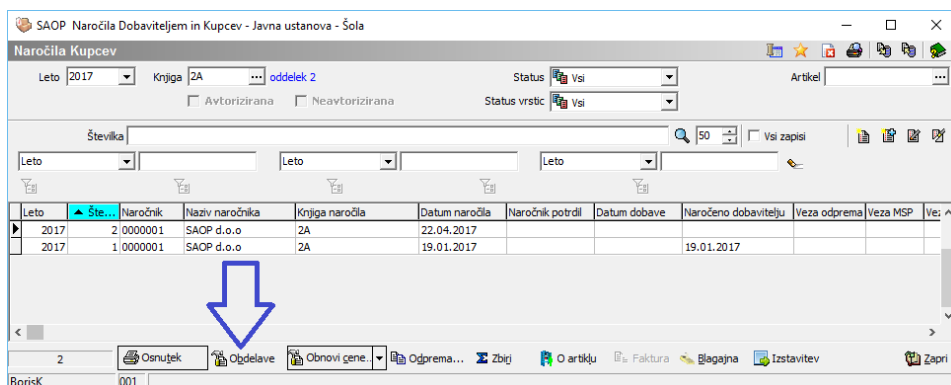 SAOP Naročila Dobaviteljem in Kupcev - Javna ustanova - Šola
Naročila Kupcev
Leto 2017 Knjiga 2A ... oddelek 2 Status Vsi Artikel ...
Avtorizirana Neavtorizirana Status vrstic Vsi
Številka 50 Vsi zapisi
Leto Leto Leto
Leto Šte... Naročnik Naziv naročnika Knjiga naročila Datum naročila Naročnik potrdil Datum dobave Naročeno dobavitelju Veza odprema Veza MSP Vez
2017 2 0000001 SAOP d.o.o 2A 22.04.2017
2017 1 0000001 SAOP d.o.o 2A 19.01.2017 19.01.2017
2 Osnutek Obdelave Obnovi cene... Odprema... Zbirj O artiklu Faktura Blagajna Izstavitev Zapri
BorisK 001